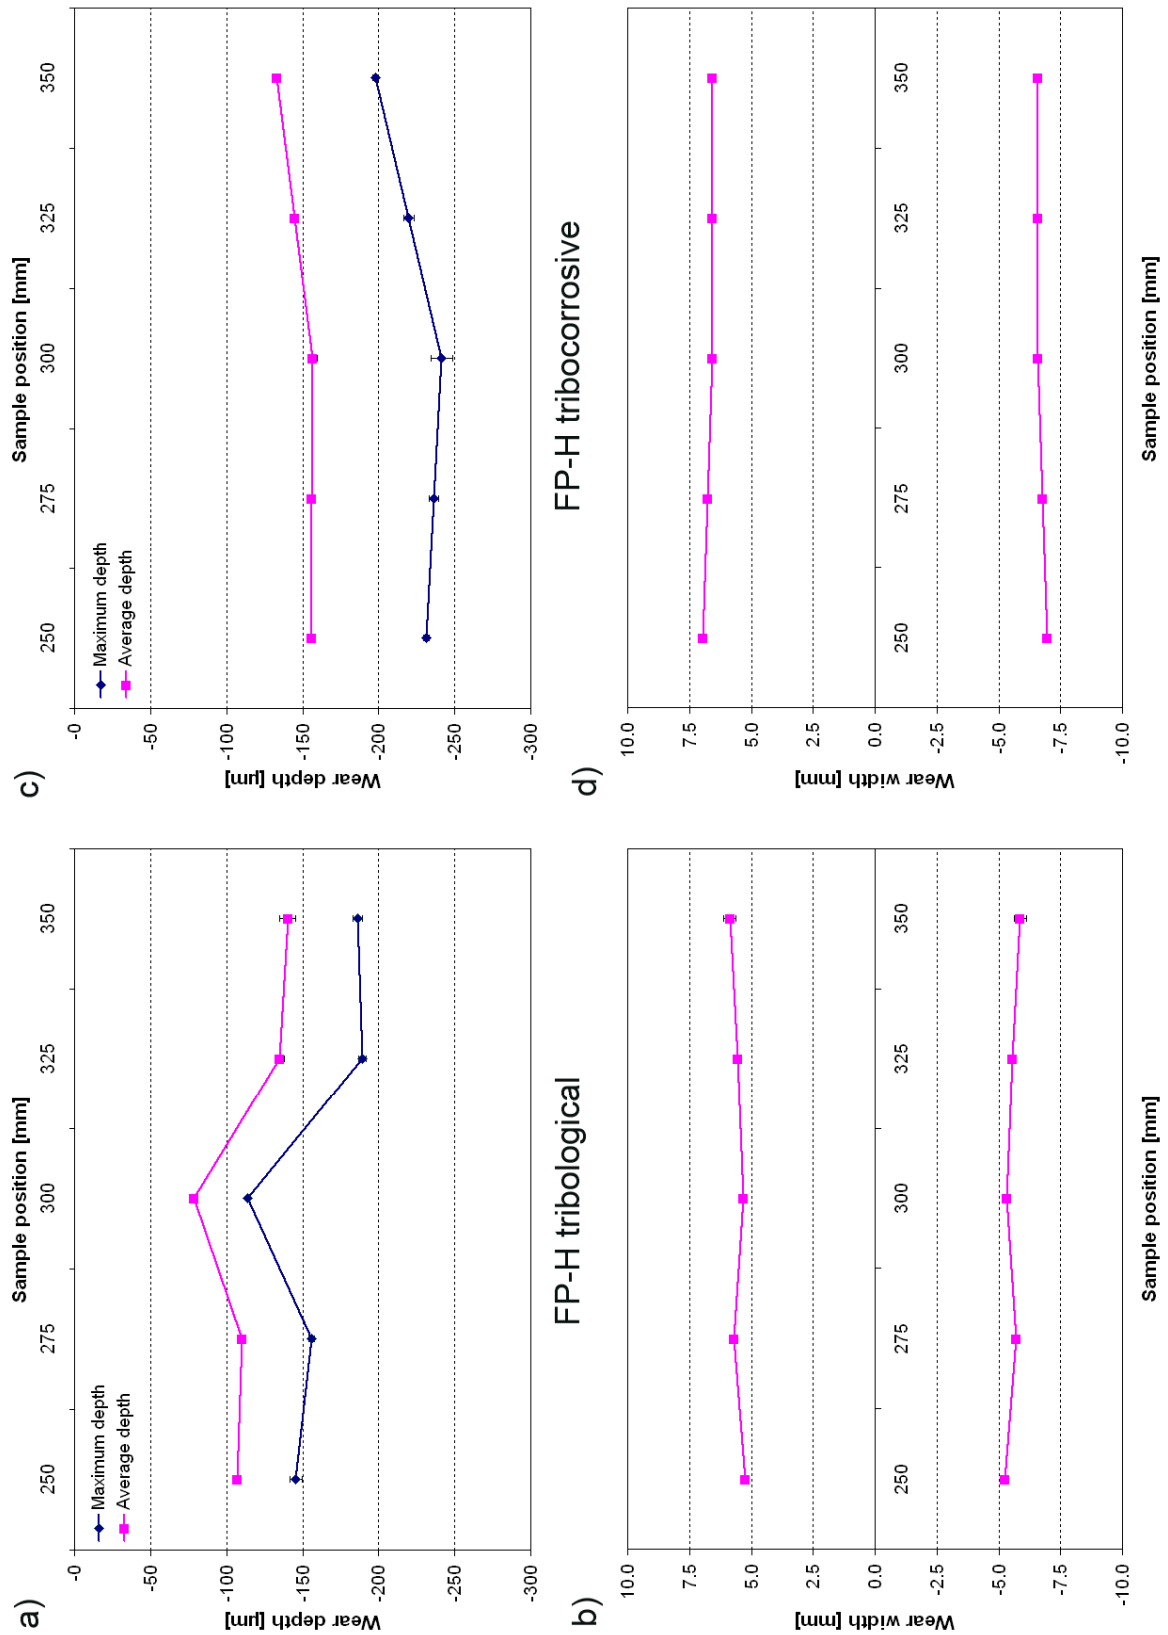 a)
Sample position [mm]
250 275 300 325 350
-0
-50
-100
-150
-200
-250
-300
Wear depth [µm]
Maximum depth
Average depth
FP-H tribological
b)
10.0
7.5
5.0
2.5
0.0
-2.5
-5.0
-7.5
-10.0
Wear width [mm]
250 275 300 325 350
Sample position [mm]
c)
Sample position [mm]
250 275 300 325 350
-0
-50
-100
-150
-200
-250
-300
Wear depth [µm]
Maximum depth
Average depth
FP-H tribocorrosive
d)
10.0
7.5
5.0
2.5
0.0
-2.5
-5.0
-7.5
-10.0
Wear width [mm]
250 275 300 325 350
Sample position [mm]